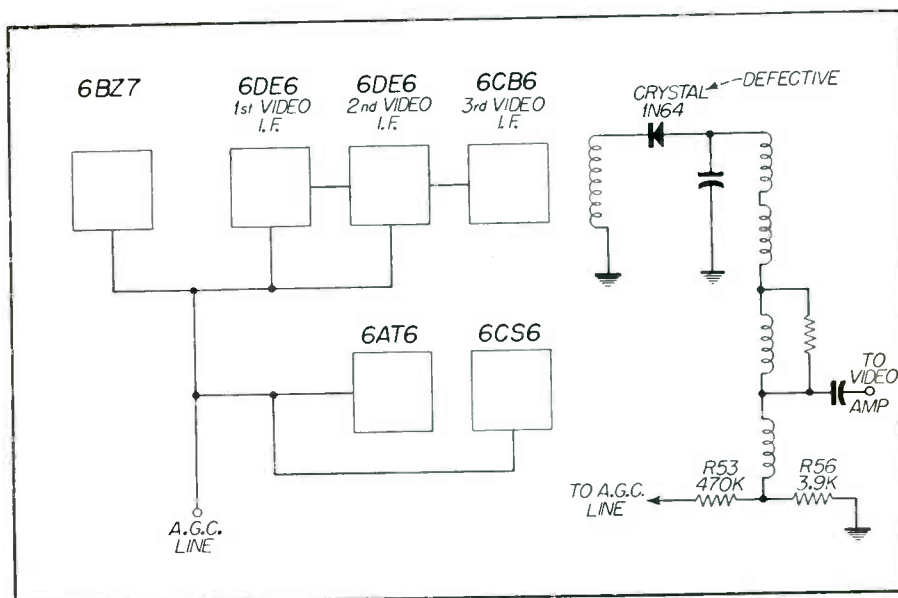 6BZ7
6DE6
1st VIDEO
I.F.
6DE6
2nd VIDEO
I.F.
6CB6
3rd VIDEO
I.F.
CRYSTAL
1N64
DEFECTIVE
6AT6
6CS6
A.G.C.
LINE
TO
VIDEO
AMP
R53
470K
R56
3.9K
TO A.G.C.
LINE